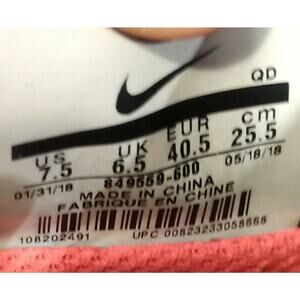 QD
US UK EUR cm
7.5 6.5 40.5 25.5
01/31/18 849559-600 05/18/18
MADE IN CHINA
FABRIQUE EN CHINE
108202491 UPC 00823233058668